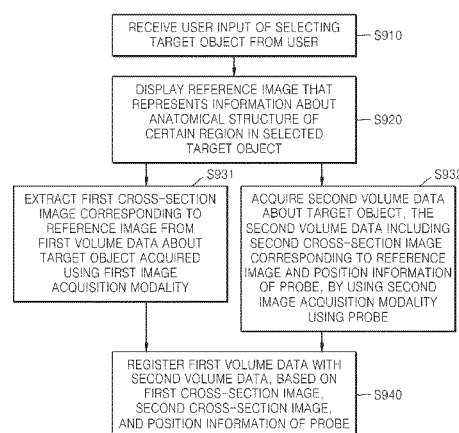 RECEIVE USER INPUT OF SELECTING
TARGET OBJECT FROM USER
S910
DISPLAY REFERENCE IMAGE THAT
REPRESENTS INFORMATION ABOUT
ANATOMICAL STRUCTURE OF
CERTAIN REGION IN SELECTED
TARGET OBJECT
S920
S931
EXTRACT FIRST CROSS-SECTION
IMAGE CORRESPONDING TO
REFERENCE IMAGE FROM
FIRST VOLUME DATA ABOUT
TARGET OBJECT ACQUIRED
USING FIRST IMAGE
ACQUISITION MODALITY
S932
ACQUIRE SECOND VOLUME DATA
ABOUT TARGET OBJECT, THE
SECOND VOLUME DATA INCLUDING
SECOND CROSS-SECTION IMAGE
CORRESPONDING TO REFERENCE
IMAGE AND POSITION INFORMATION
OF PROBE, BY USING SECOND
IMAGE ACQUISITION MODALITY
USING PROBE
REGISTER FIRST VOLUME DATA WITH
SECOND VOLUME DATA, BASED ON
FIRST CROSS-SECTION IMAGE,
SECOND CROSS-SECTION IMAGE,
AND POSITION INFORMATION OF PROBE
S940